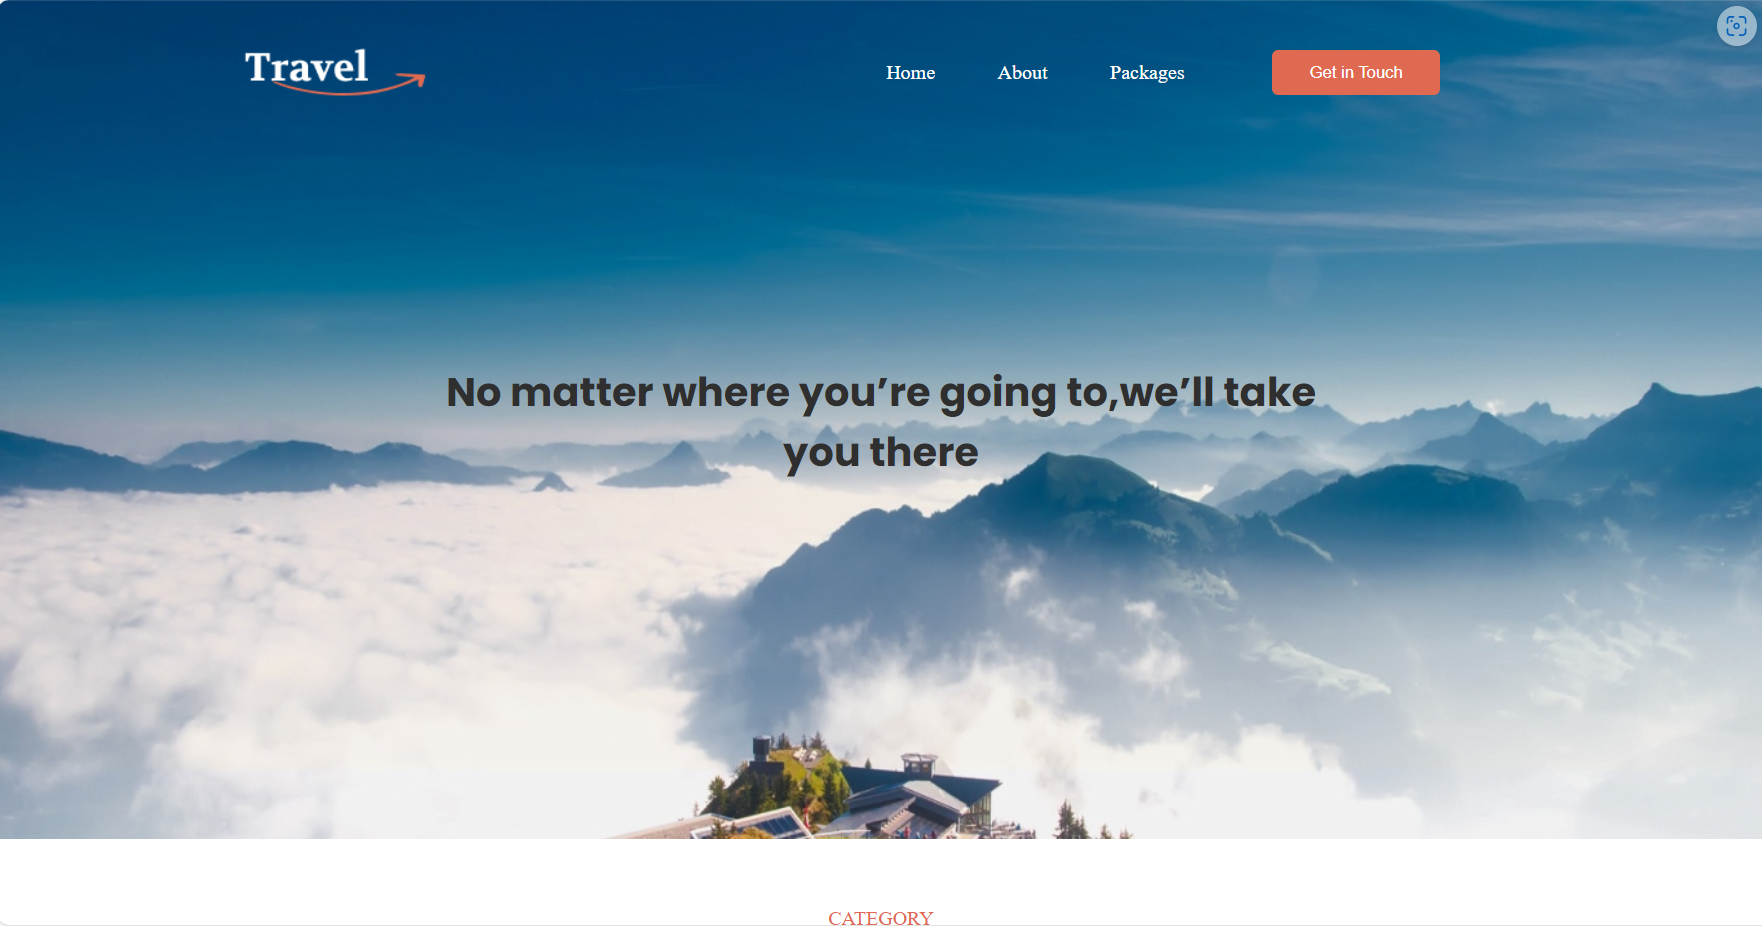 Travel
Home
About
Packages
Get in Touch
No matter where you’re going to,we’ll take
you there
CATEGORY